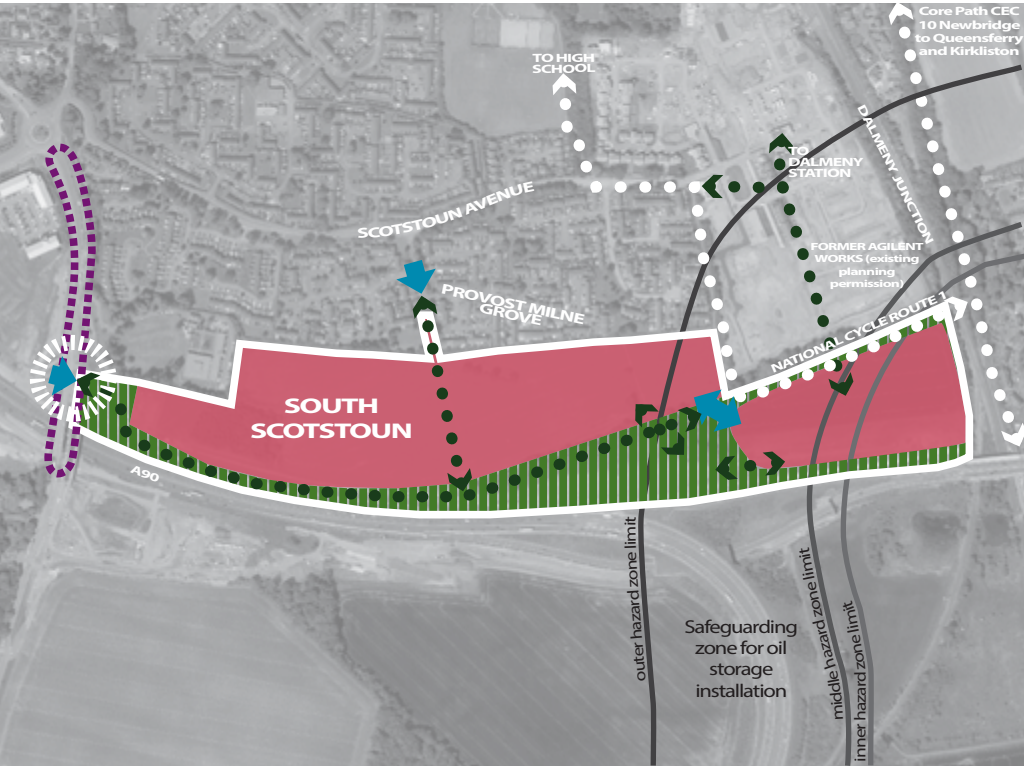 Core Path CEC
10 Newbridge
to Queensferry
and Kirkliston
TO HIGH
SCHOOL
DALMENY JUNCTION
TO
DALMENY
STATION
SCOTSTOUN AVENUE
FORMER AGILENT
WORKS (existing
planning
permission)
PROVOST MILNE
GROVE
NATIONAL CYCLE ROUTE 1
SOUTH
SCOTSTOUN
A90
outer hazard zone limit
middle hazard zone limit
inner hazard zone limit
Safeguarding
zone for oil
storage
installation